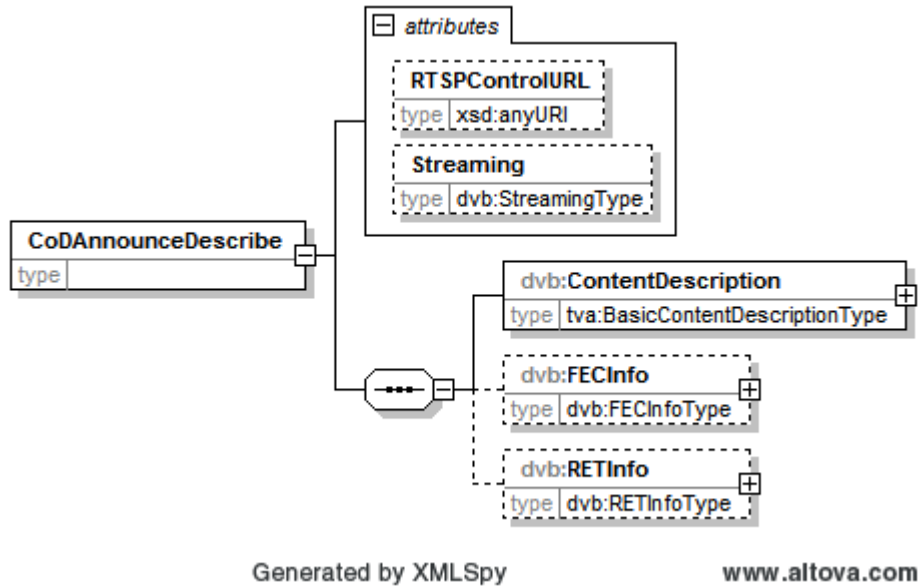 attributes
RTSPControlURL
type xsd:anyURI
Streaming
type dvb:StreamingType
CoDAnnounceDescribe
type
dvb:ContentDescription
type tva:BasicContentDescriptionType
dvb:FECInfo
type dvb:FECInfoType
dvb:RETInfo
type dvb:RETInfoType
Generated by XMLSpy www.altova.com